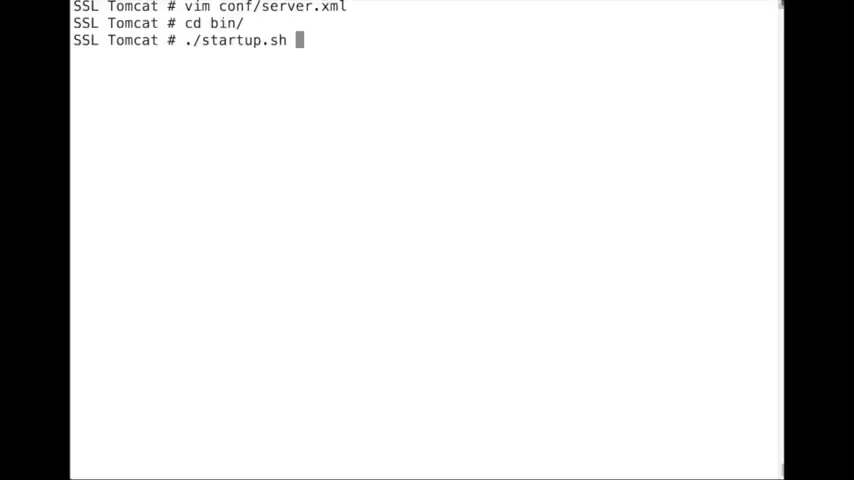 SSL Tomcat # vim conf/server.xml
SSL Tomcat # cd bin/
SSL Tomcat # ./startup.sh